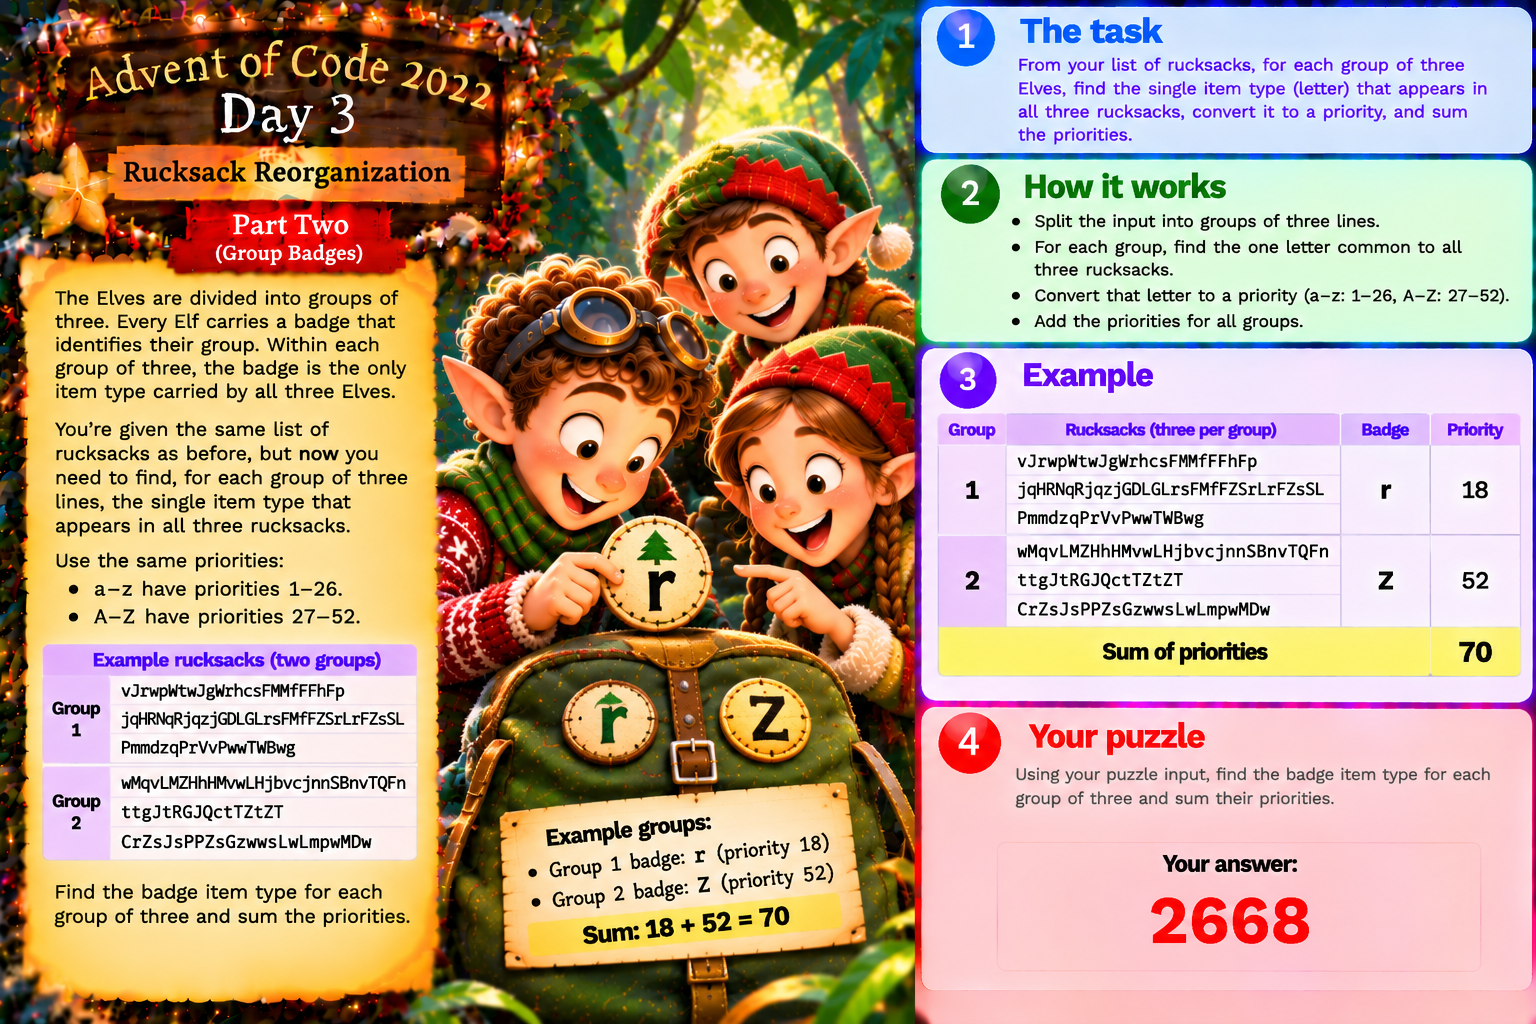 Advent of Code 2022
Day 3
Rucksack Reorganization
Part Two
(Group Badges)
The Elves are divided into groups of
three. Every Elf carries a badge that
identifies their group. Within each
group of three, the badge is the only
item type carried by all three Elves.
You’re given the same list of
rucksacks as before, but now you
need to find, for each group of three
lines, the single item type that
appears in all three rucksacks.
Use the same priorities:
• a–z have priorities 1–26.
• A–Z have priorities 27–52.
Example rucksacks (two groups)
Group 1
vJrwpWtwJgWrhcsFMMfFFhFp
jqHRNqRjqzjGDLGLrsFMfFZSrLrFZsSL
PmmdzqPrVvPwwTWBwg
Group 2
wMqvLMZHhHMvwLHjbvcjnnSBnvTQFn
ttgJtRGJQctTZtZT
CrZsJsPPZsGzwwsLwLmpwMDw
Find the badge item type for each
group of three and sum the priorities.
r
r
Z
Example groups:
• Group 1 badge: r (priority 18)
• Group 2 badge: Z (priority 52)
Sum: 18 + 52 = 70
1
The task
From your list of rucksacks, for each group of three
Elves, find the single item type (letter) that appears in
all three rucksacks, convert it to a priority, and sum
the priorities.
2
How it works
• Split the input into groups of three lines.
• For each group, find the one letter common to all
three rucksacks.
• Convert that letter to a priority (a–z: 1–26, A–Z: 27–52).
• Add the priorities for all groups.
3
Example
Group Rucksacks (three per group) Badge Priority
1
vJrwpWtwJgWrhcsFMMfFFhFp
jqHRNqRjqzjGDLGLrsFMfFZSrLrFZsSL
PmmdzqPrVvPwwTWBwg
r
18
2
wMqvLMZHhHMvwLHjbvcjnnSBnvTQFn
ttgJtRGJQctTZtZT
CrZsJsPPZsGzwwsLwLmpwMDw
Z
52
Sum of priorities 70
4
Your puzzle
Using your puzzle input, find the badge item type for each
group of three and sum their priorities.
Your answer:
2668